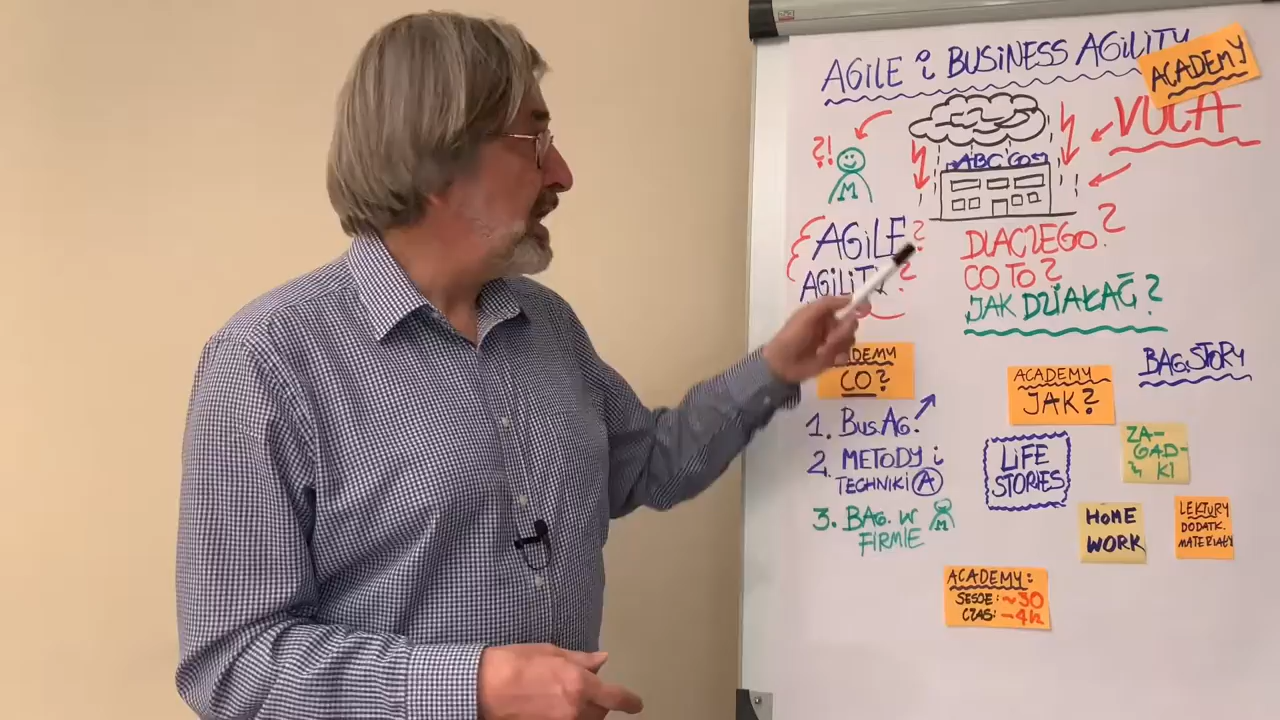 AGILE i BUSINESS AGILITY
ACADEMY
VUCA
?!
ABC COM
M
AGILE ?
AGILITY ?
DLACZEGO?
CO TO?
JAK DZIAŁAĆ?
ACADEMY
CO?
1. BUS.AG.
2. METODY i
TECHNIKI A
3. BAG. W
FIRMIE
M
ACADEMY
JAK?
BAG.STORY
LiFE
STORIES
ZA-
GAD-
KI
HOME
WORK
LEKTURY
DODATK.
MATERIAŁY
ACADEMY:
SESJE: ~30
CZAS: ~4h